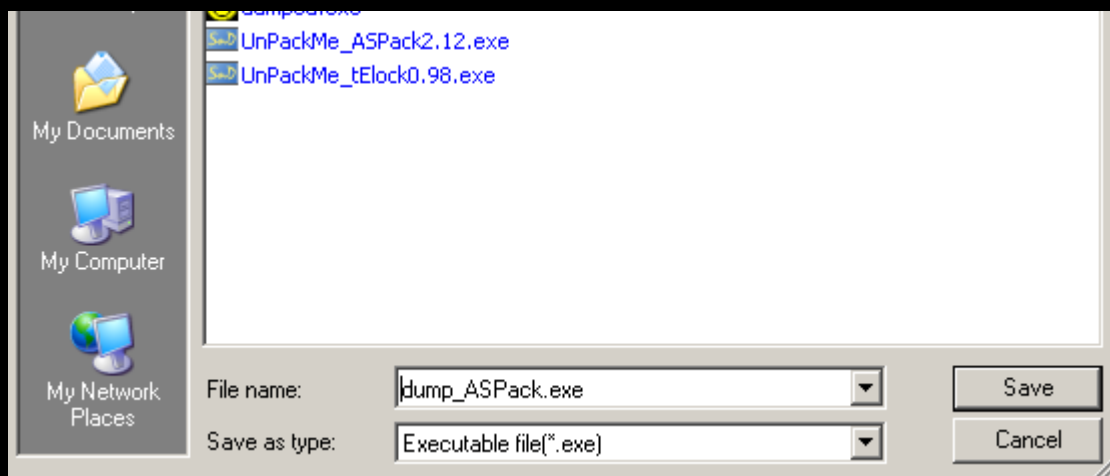 UnPackMe_ASPack2.12.exe
UnPackMe_tElock0.98.exe
My Documents
My Computer
My Network
Places
File name:
dump_ASPack.exe
Save
Save as type:
Executable file(*.exe)
Cancel